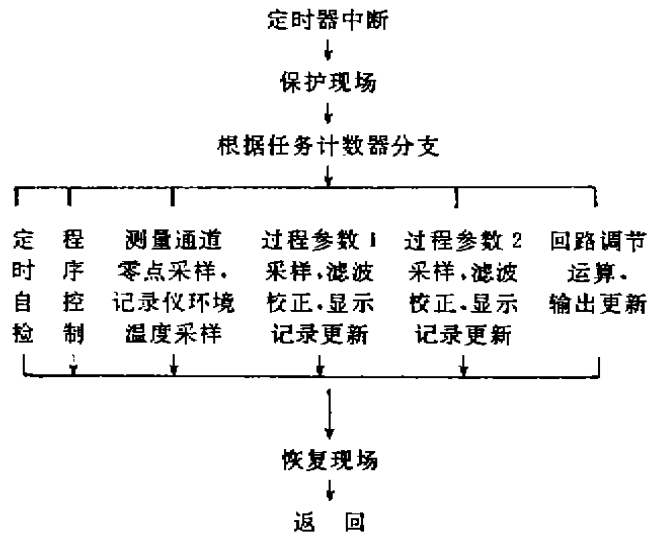 定时器中断
保护现场
根据任务计数器分支
定时自检
程序控制
测量通道
零点采样、
记录仪环境
温度采样
过程参数1
采样、滤波
校正、显示
记录更新
过程参数2
采样、滤波
校正、显示
记录更新
回路调节
运算、
输出更新
恢复现场
返 回